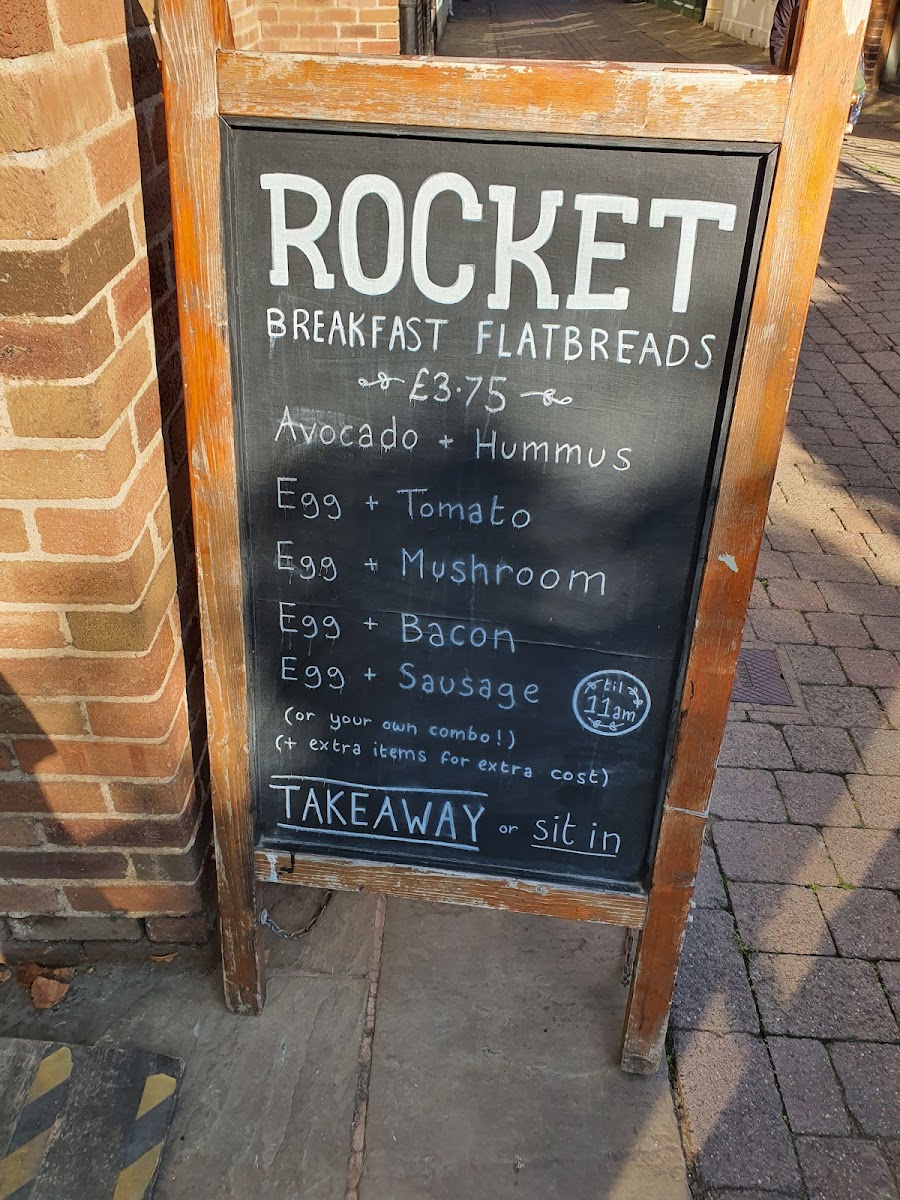 ROCKET
BREAKFAST FLATBREADS
£3.75
Avocado + Hummus
Egg + Tomato
Egg + Mushroom
Egg + Bacon
Egg + Sausage
til
11am
(or your own combo!)
(+ extra items for extra cost)
TAKEAWAY or sit in